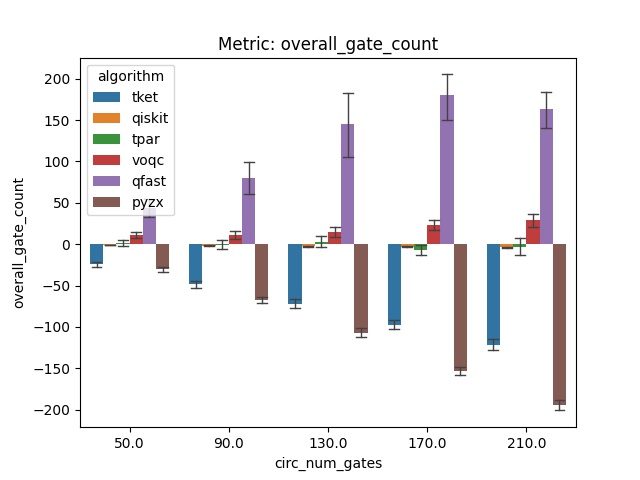 Metric: overall_gate_count
overall_gate_count
200
150
100
50
0
−50
−100
−150
−200
algorithm
tket
qiskit
tpar
voqc
qfast
pyzx
50.0 90.0 130.0 170.0 210.0
circ_num_gates